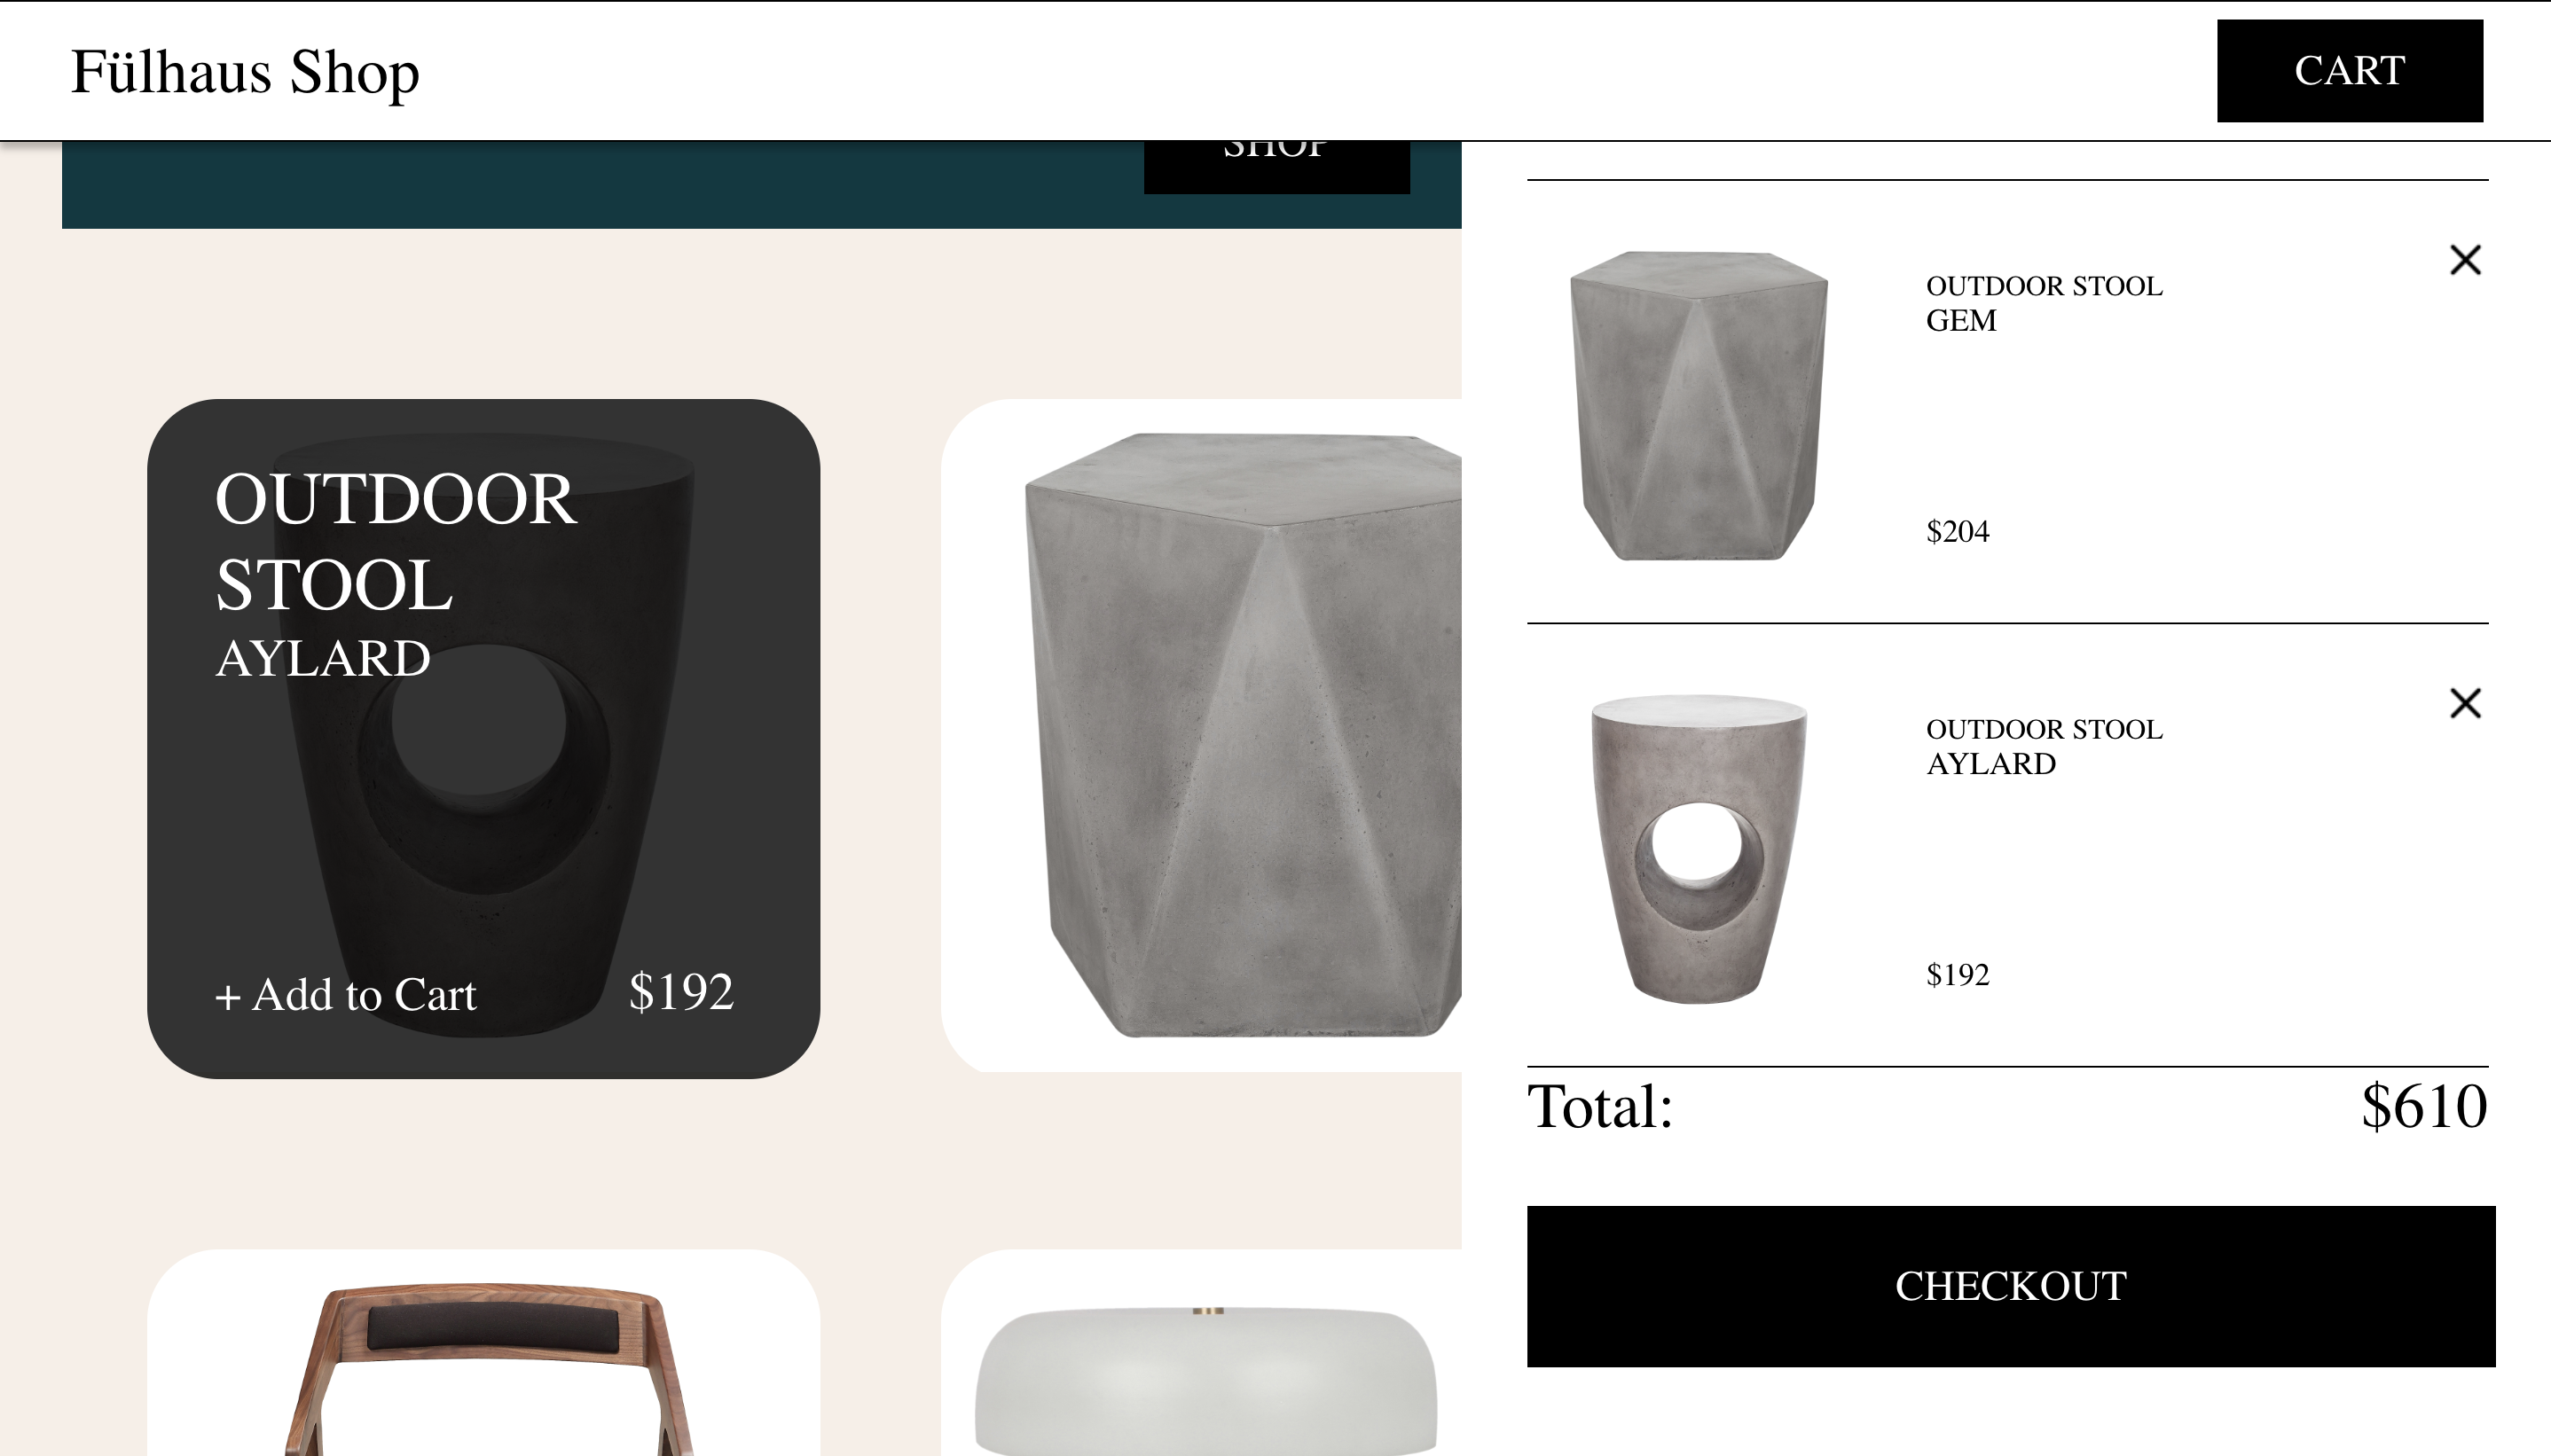 Fülhaus Shop
CART
SHOP
OUTDOOR
STOOL
AYLARD
+ Add to Cart
$192
OUTDOOR STOOL
GEM
$204
OUTDOOR STOOL
AYLARD
$192
Total:
$610
CHECKOUT